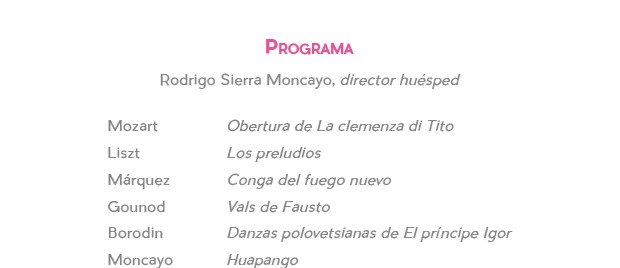 Programa
Rodrigo Sierra Moncayo, director huésped
Mozart Obertura de La clemenza di Tito
Liszt Los preludios
Márquez Conga del fuego nuevo
Gounod Vals de Fausto
Borodin Danzas polovetsianas de El príncipe Igor
Moncayo Huapango